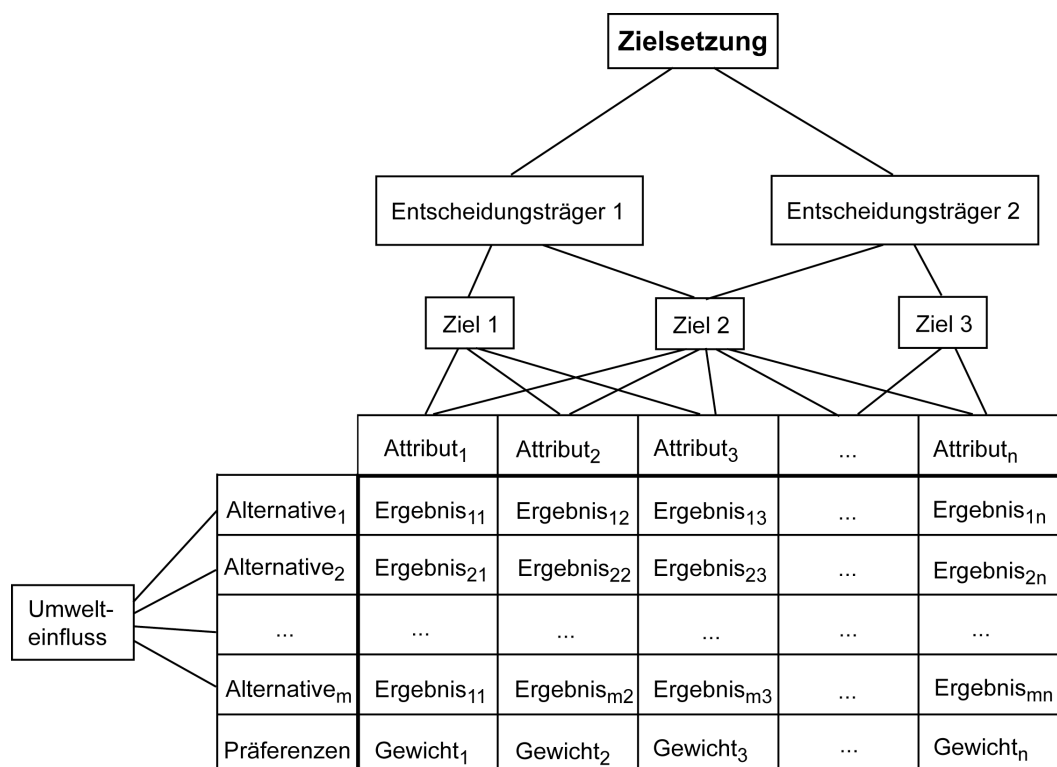 Zielsetzung
Entscheidungsträger 1
Entscheidungsträger 2
Ziel 1
Ziel 2
Ziel 3
Attribut₁ Attribut₂ Attribut₃ ... Attributₙ
Alternative₁ Ergebnis₁₁ Ergebnis₁₂ Ergebnis₁₃ ... Ergebnis₁ₙ
Alternative₂ Ergebnis₂₁ Ergebnis₂₂ Ergebnis₂₃ ... Ergebnis₂ₙ
... ... ... ... ... ...
Alternativeₘ Ergebnis₁₁ Ergebnisₘ₂ Ergebnisₘ₃ ... Ergebnisₘₙ
Präferenzen Gewicht₁ Gewicht₂ Gewicht₃ ... Gewichtₙ
Umwelt-
einfluss